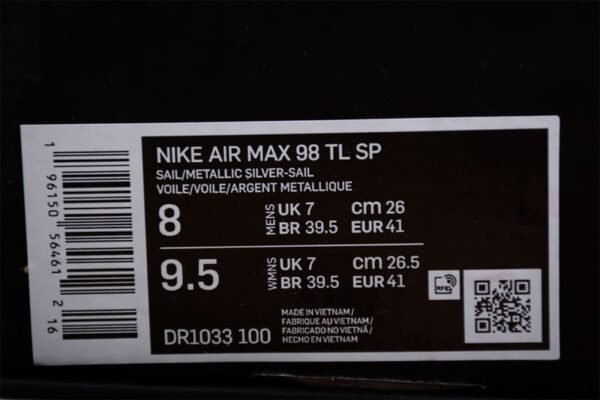 NIKE AIR MAX 98 TL SP
SAIL/METALLIC SILVER-SAIL
VOILE/VOILE/ARGENT METALLIQUE
8 MENS UK 7 CM 26
BR 39.5 EUR 41
9.5 WMNS UK 7 CM 26.5
BR 39.5 EUR 41
RFID
DR1033 100
MADE IN VIETNAM/
FABRIQUE AU VIETNAM/
FABRICADO NO VIETNÃ/
HECHO EN VIETNAM
1 96150 56461 2 16